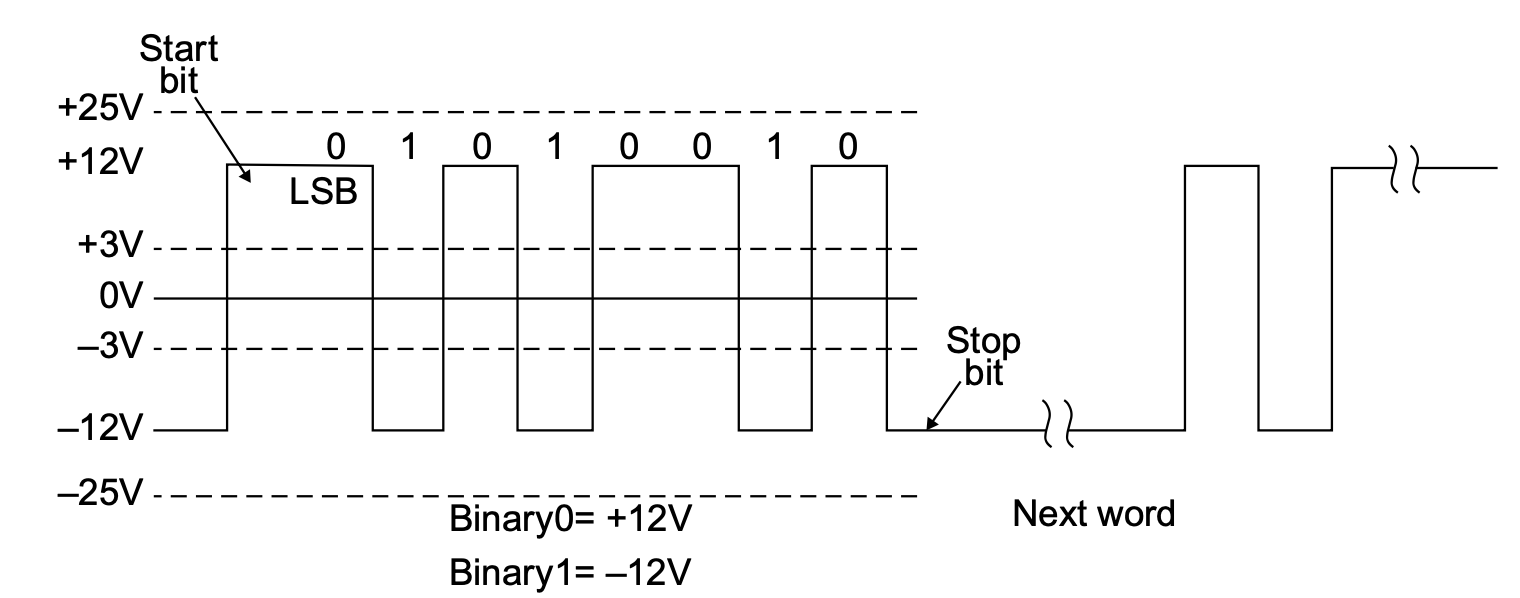 Start
bit
+25V
0 1 0 1 0 0 1 0
+12V
LSB
+3V
0V
–3V
Stop
bit
–12V
–25V
Binary0= +12V
Next word
Binary1= –12V